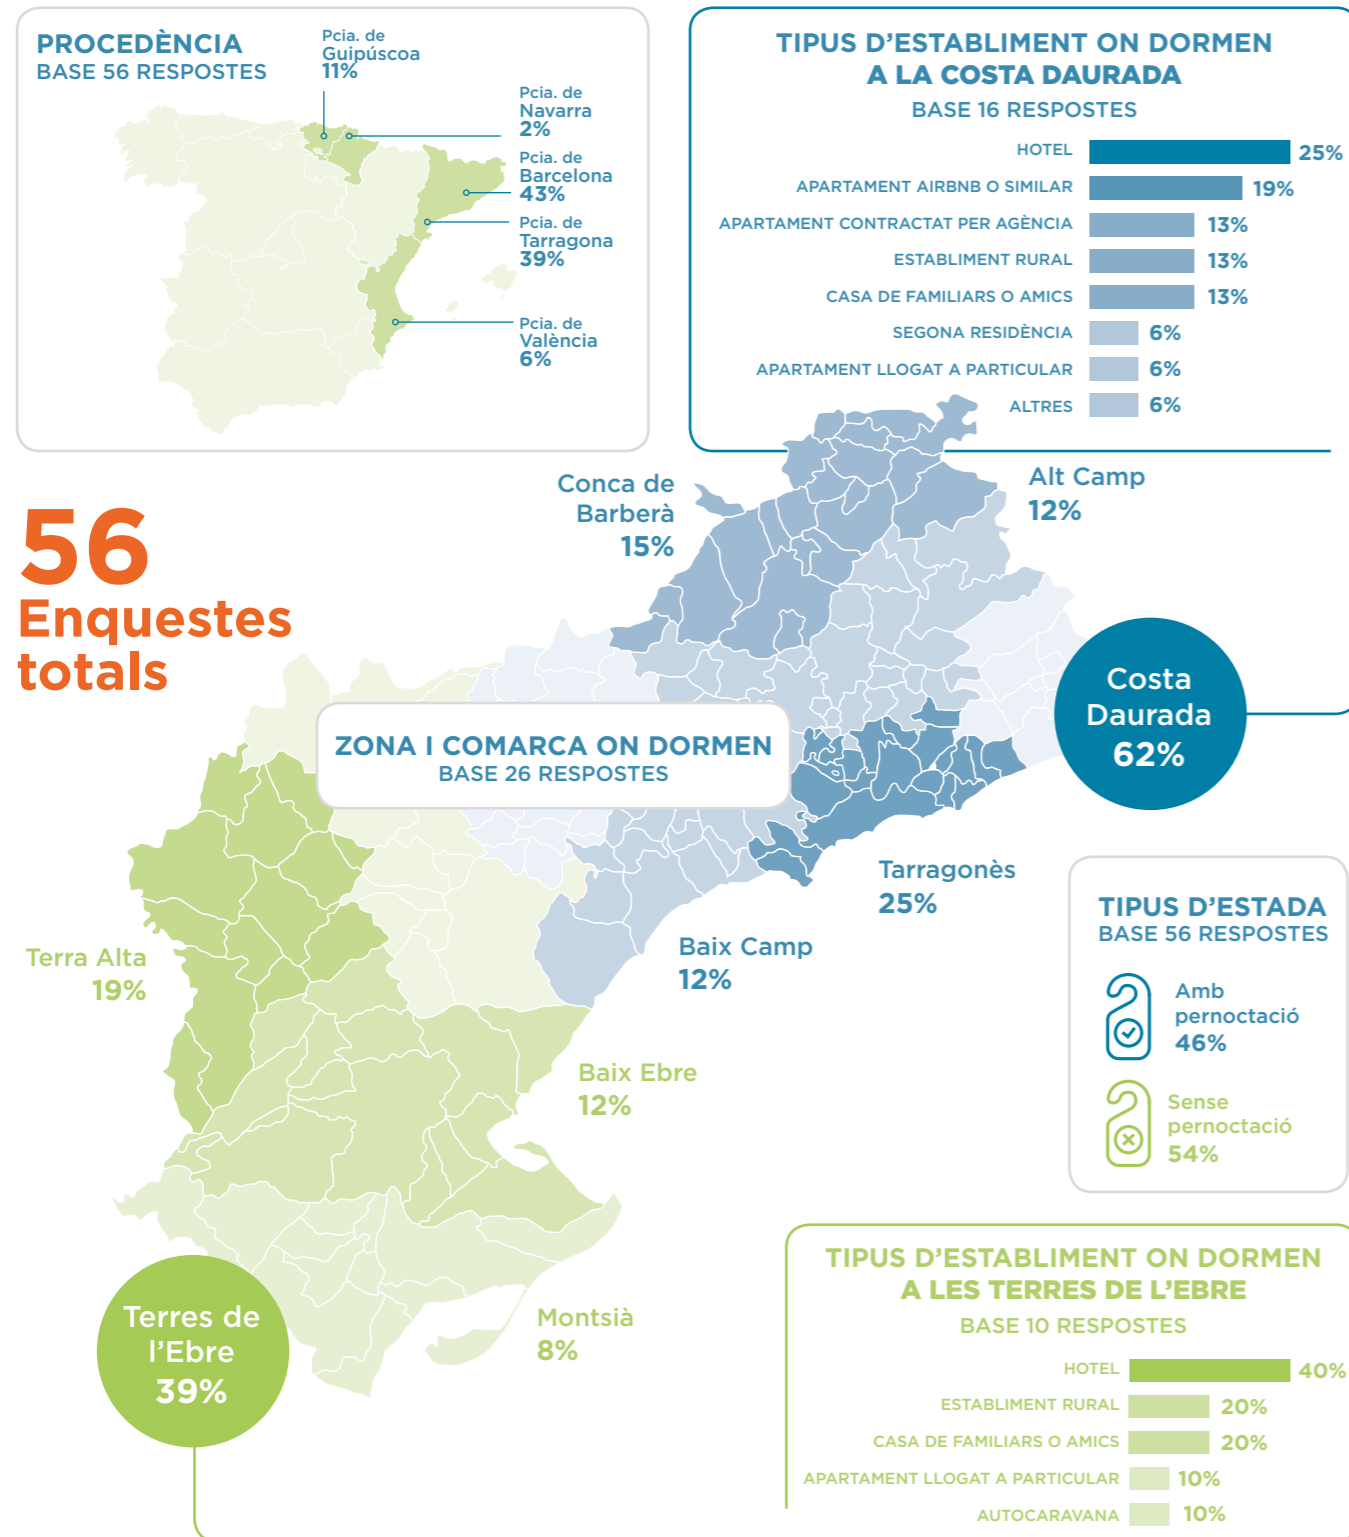 PROCEDÈNCIA
BASE 56 RESPOSTES
Pcia. de
Guipúscoa
11%
Pcia. de
Navarra
2%
Pcia. de
Barcelona
43%
Pcia. de
Tarragona
39%
Pcia. de
València
6%
TIPUS D'ESTABLIMENT ON DORMEN
A LA COSTA DAURADA
BASE 16 RESPOSTES
HOTEL 25%
APARTAMENT AIRBNB O SIMILAR 19%
APARTAMENT CONTRACTAT PER AGÈNCIA 13%
ESTABLIMENT RURAL 13%
CASA DE FAMILIARS O AMICS 13%
SEGONA RESIDÈNCIA 6%
APARTAMENT LLOGAT A PARTICULAR 6%
ALTRES 6%
56
Enquestes
totals
Conca de
Barberà
15%
Alt Camp
12%
Costa
Daurada
62%
ZONA I COMARCA ON DORMEN
BASE 26 RESPOSTES
Tarragonès
25%
Baix Camp
12%
Terra Alta
19%
Baix Ebre
12%
Montsià
8%
Terres de
l'Ebre
39%
TIPUS D'ESTADA
BASE 56 RESPOSTES
Amb
pernoctació
46%
Sense
pernoctació
54%
TIPUS D'ESTABLIMENT ON DORMEN
A LES TERRES DE L'EBRE
BASE 10 RESPOSTES
HOTEL 40%
ESTABLIMENT RURAL 20%
CASA DE FAMILIARS O AMICS 20%
APARTAMENT LLOGAT A PARTICULAR 10%
AUTOCARAVANA 10%